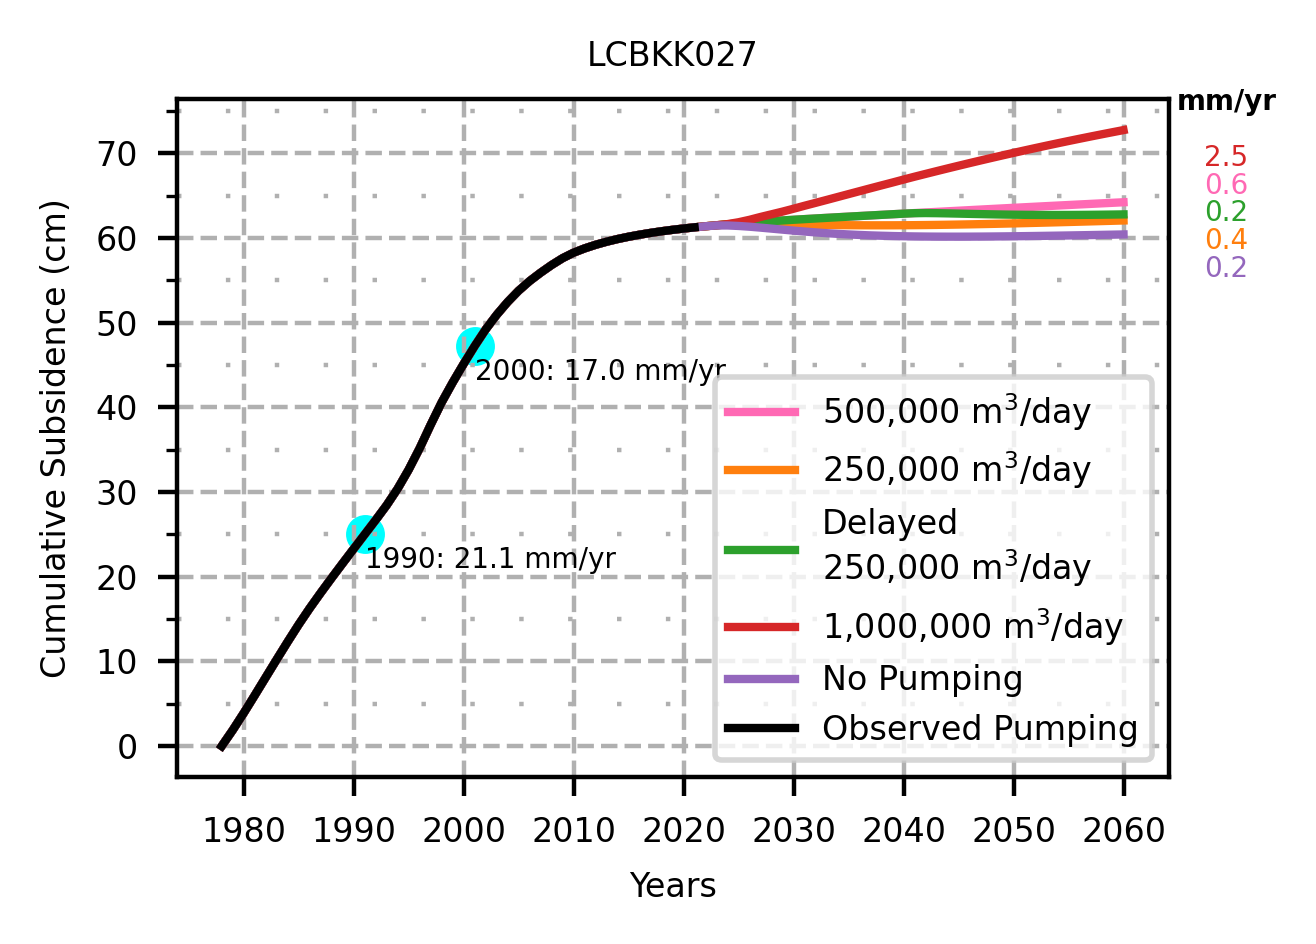 LCBKK027
mm/yr
70
60
50
40
30
20
10
0
Cumulative Subsidence (cm)
2.5
0.6
0.2
0.4
0.2
2000: 17.0 mm/yr
1990: 21.1 mm/yr
500,000 m³/day
250,000 m³/day
Delayed
250,000 m³/day
1,000,000 m³/day
No Pumping
Observed Pumping
1980 1990 2000 2010 2020 2030 2040 2050 2060
Years